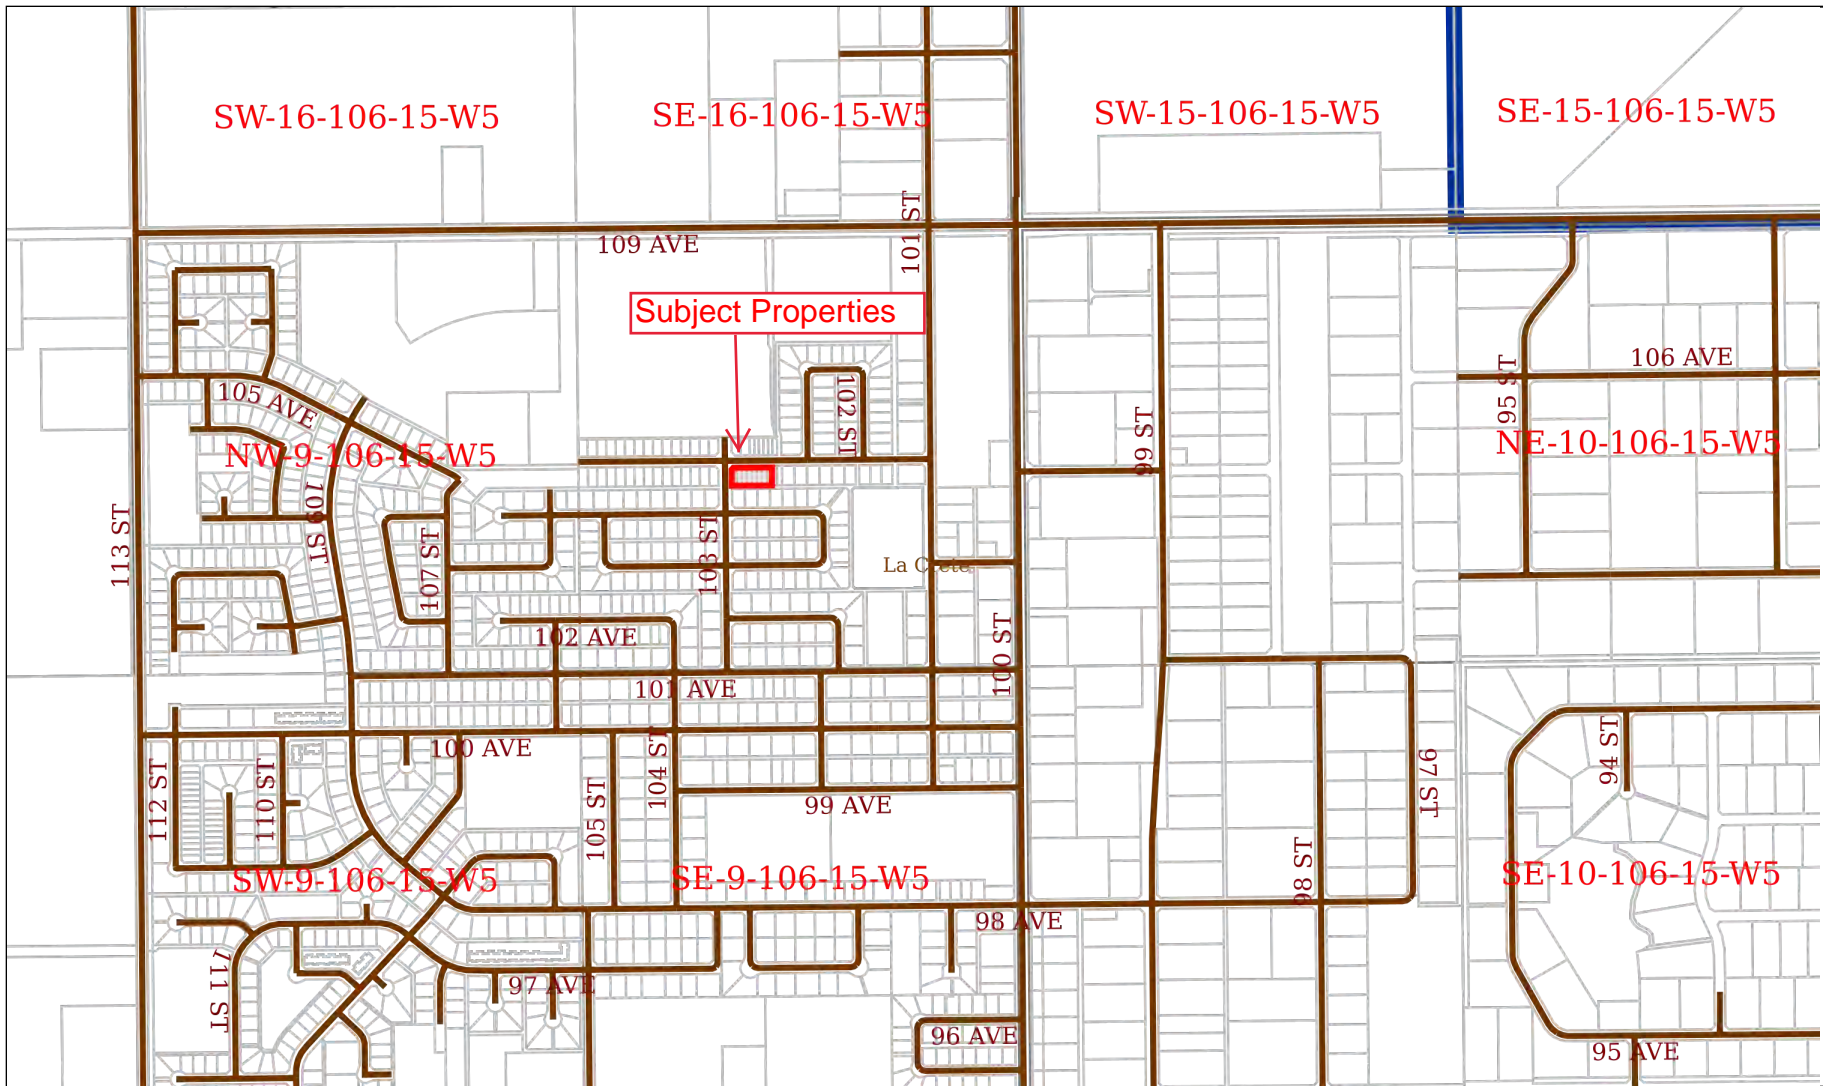 SW-16-106-15-W5
SE-16-106-15-W5
SW-15-106-15-W5
SE-15-106-15-W5
101 ST
109 AVE
Subject Properties
106 AVE
95 ST
102 ST
105 AVE
99 ST
NW-9-106-15-W5
NE-10-106-15-W5
113 ST
109 ST
107 ST
103 ST
La Crete
102 AVE
100 ST
101 AVE
100 AVE
104 ST
94 ST
112 ST
110 ST
105 ST
99 AVE
97 ST
98 ST
SW-9-106-15-W5
SE-9-106-15-W5
SE-10-106-15-W5
98 AVE
111 ST
97 AVE
96 AVE
95 AVE